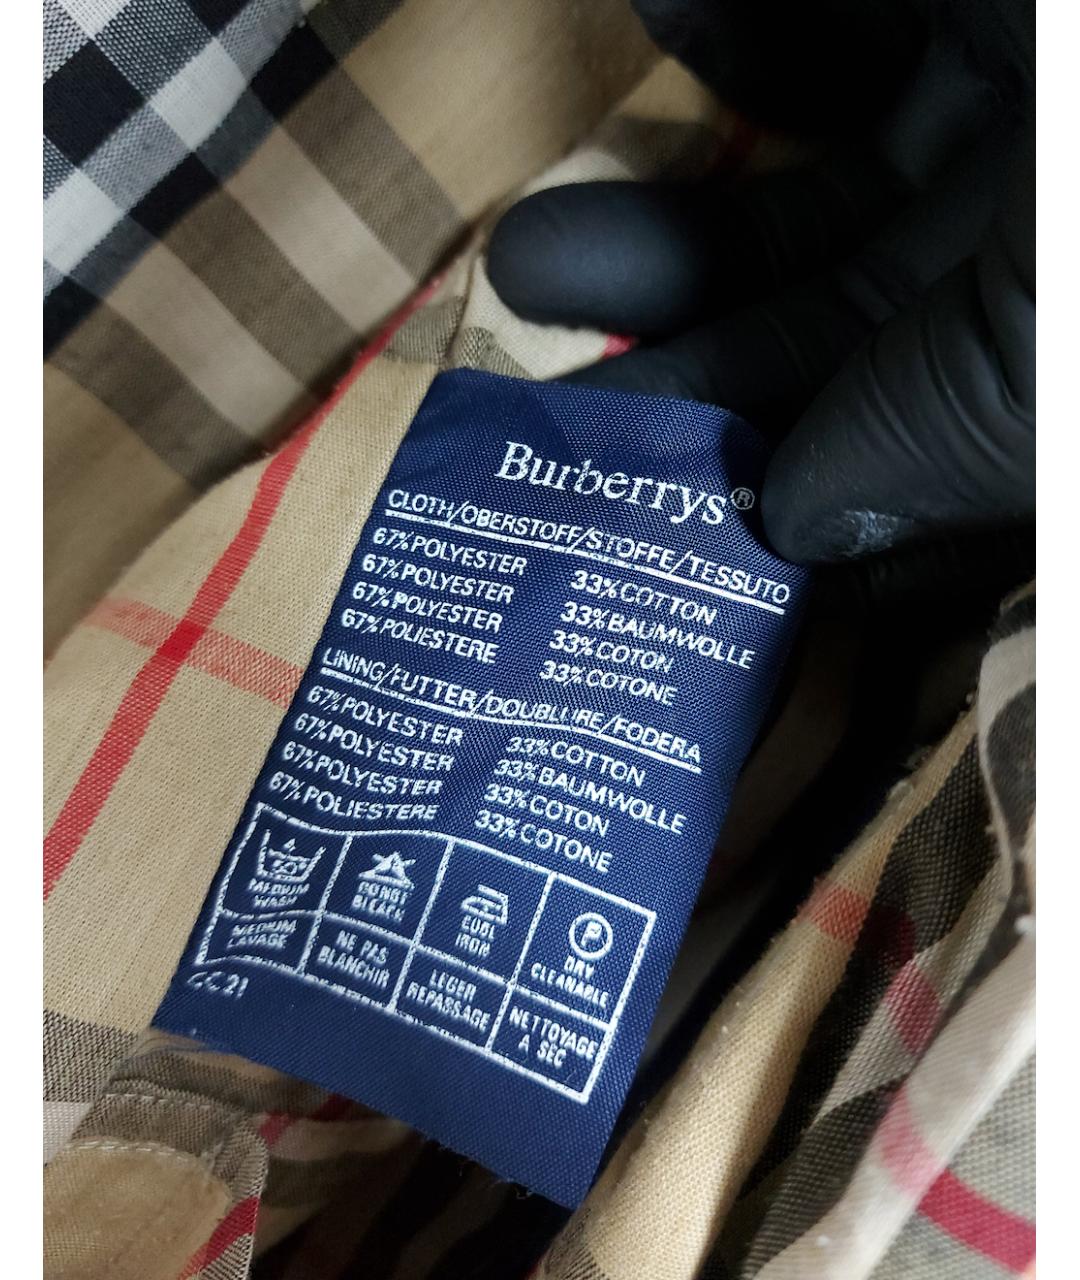 Burberrys®
CLOTH/OBERSTOFF/STOFFE/TESSUTO
67% POLYESTER 33% COTTON
67% POLYESTER 33% BAUMWOLLE
67% POLYESTER 33% COTON
67% POLIESTERE 33% COTONE
LINING/FUTTER/DOUBLURE/FODERA
67% POLYESTER 33% COTTON
67% POLYESTER 33% BAUMWOLLE
67% POLYESTER 33% COTON
67% POLIESTERE 33% COTONE
MEDIUM
WASH
DO NOT
BLEACH
COOL
IRON
P
DRY
CLEANABLE
MEDIUM
LAVAGE
NE PAS
BLANCHIR
LEGER
REPASSAGE
NETTOYAGE
A SEC